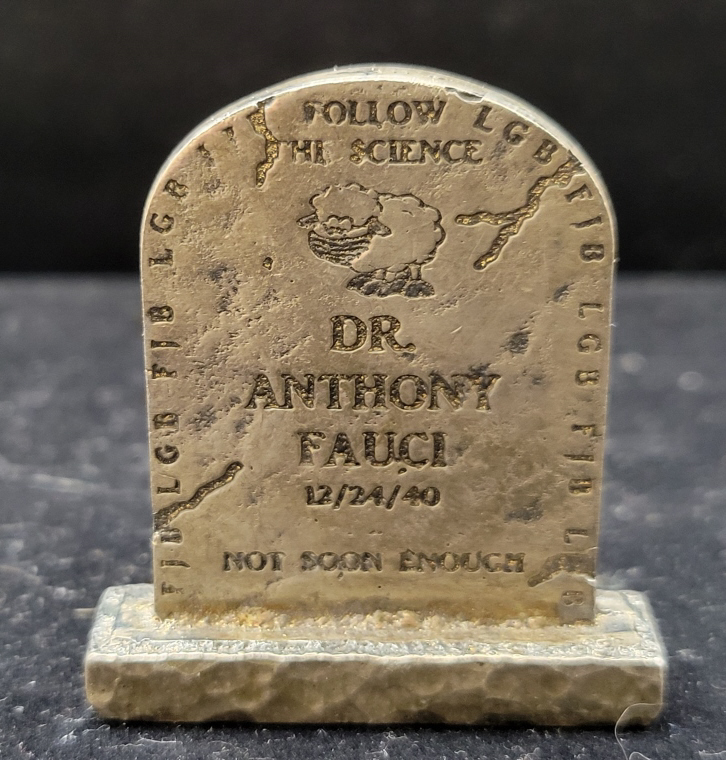 FOLLOW
THE SCIENCE
DR.
ANTHONY
FAUCI
12/24/40
NOT SOON ENOUGH
FJB LGB FJB LGB
LGB FJB LGB FJB LGB